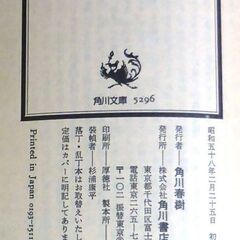 角川文庫 5296
昭和五十八年二月二十五日 初
発行者―角川春樹
発行所―株式会社角川書店
東京都千代田区富士
電話東京二六五―七
〒一〇二 振替東京
印刷所―厚徳社 製本所―
装幀者―杉浦康平
落丁・乱丁本はお取替えいたし
定価はカバーに明記してありま
Printed in Japan 0193-1511